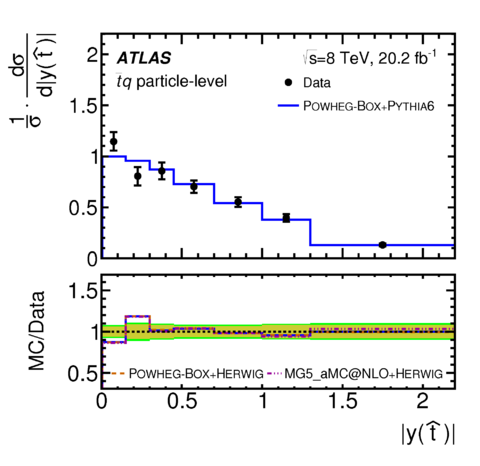 1/σ · dσ/d|y(t̂)|
2
1.5
1
0.5
0
ATLAS
√s=8 TeV, 20.2 fb⁻¹
t̄q particle-level
Data
POWHEG-BOX+PYTHIA6
MC/Data
1.5
1
0.5
POWHEG-BOX+HERWIG
MG5_aMC@NLO+HERWIG
0 0.5 1 1.5 2
|y(t̂)|